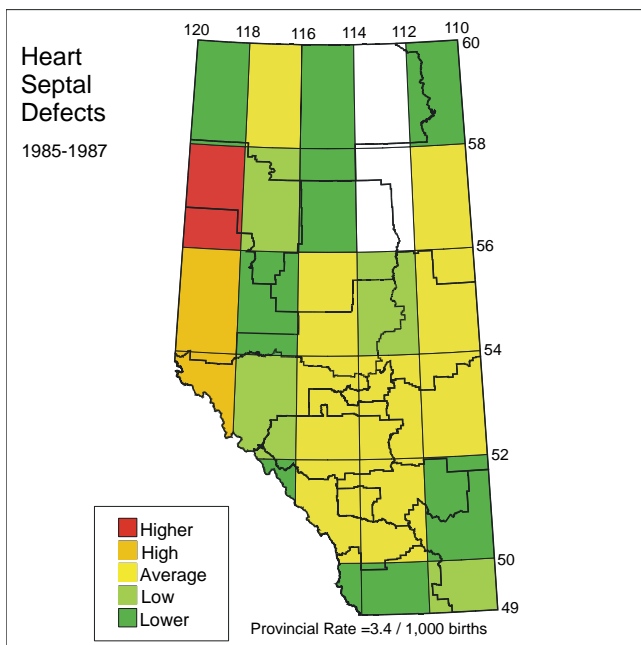 Heart
Septal
Defects
1985-1987
120 118 116 114 112 110
60
58
56
54
52
50
49
Higher
High
Average
Low
Lower
Provincial Rate =3.4 / 1,000 births